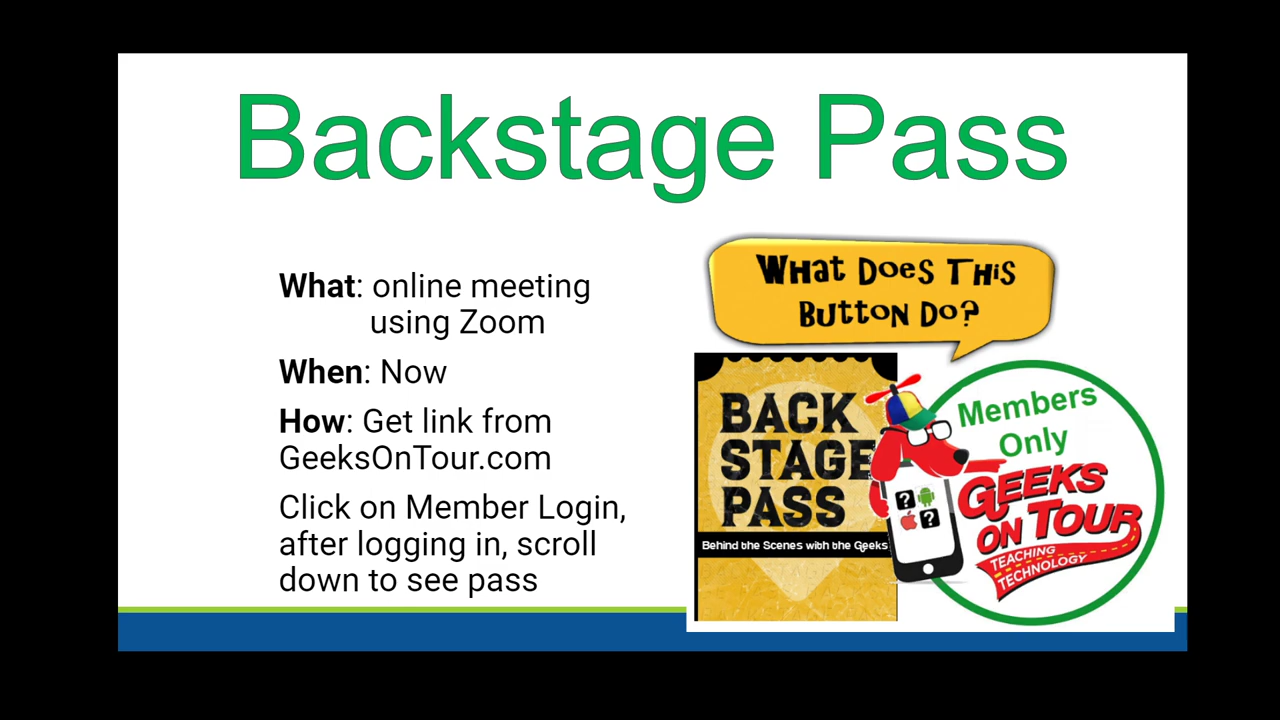 Backstage Pass
What: online meeting
using Zoom
When: Now
How: Get link from
GeeksOnTour.com
Click on Member Login,
after logging in, scroll
down to see pass
What Does This
Button Do?
BACK
STAGE
PASS
Behind the Scenes with the Geeks
Members
Only
GEEKS
ON TOUR
TEACHING
TECHNOLOGY
? 
?